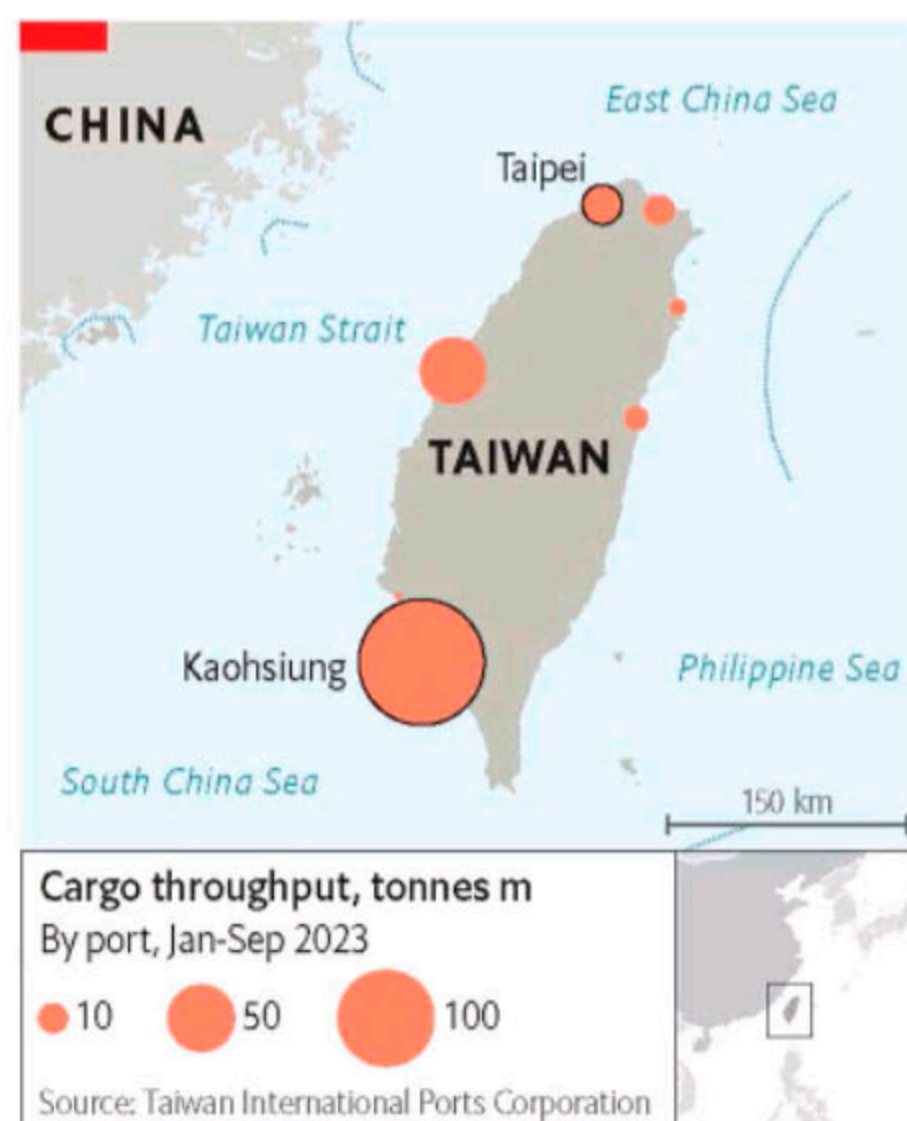 East China Sea
CHINA
Taipei
Taiwan Strait
TAIWAN
Kaohsiung
Philippine Sea
South China Sea
150 km
Cargo throughput, tonnes m
By port, Jan-Sep 2023
10 50 100
Source: Taiwan International Ports Corporation